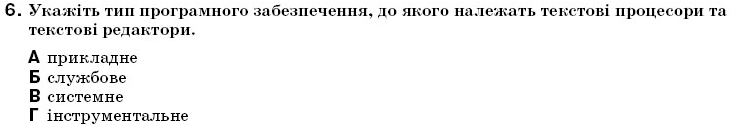 6. Укажіть тип програмного забезпечення, до якого належать текстові процесори та
текстові редактори.
А прикладне
Б службове
В системне
Г інструментальне